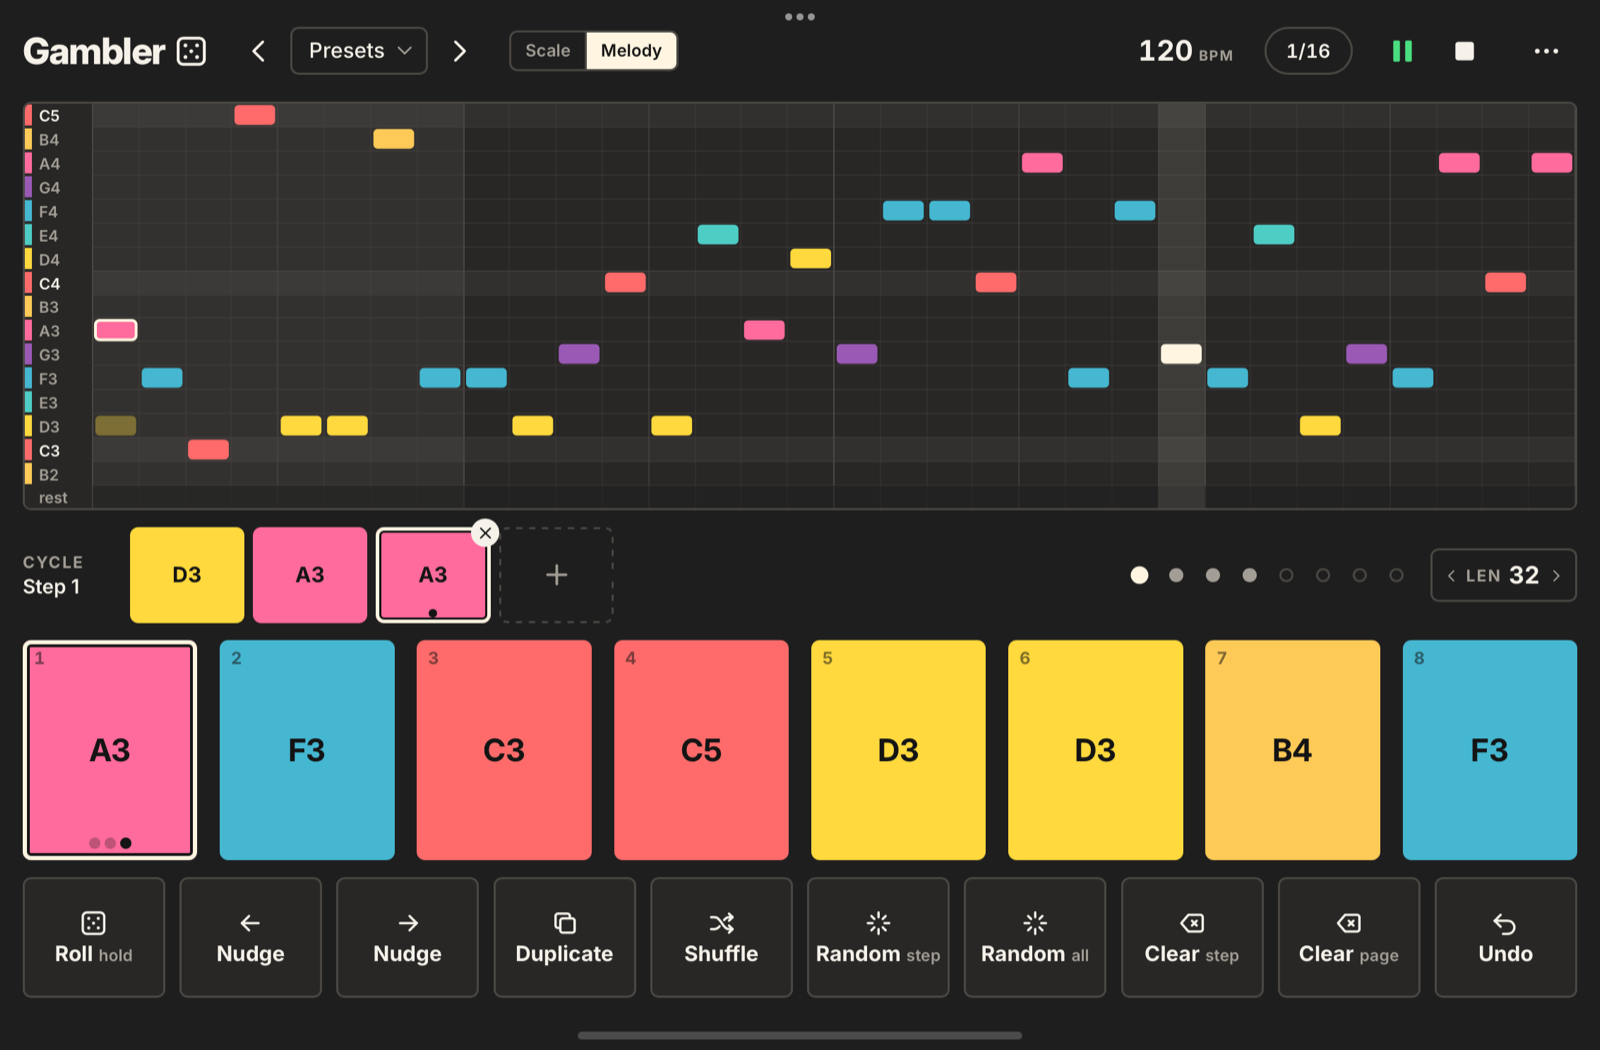 Gambler
Presets
Scale Melody
120 BPM
1/16
C5
B4
A4
G4
F4
E4
D4
C4
B3
A3
G3
F3
E3
D3
C3
B2
rest
CYCLE
Step 1
D3
A3
A3
LEN 32
1
A3
2
F3
3
C3
4
C5
5
D3
6
D3
7
B4
8
F3
Roll hold
Nudge
Nudge
Duplicate
Shuffle
Random step
Random all
Clear step
Clear page
Undo